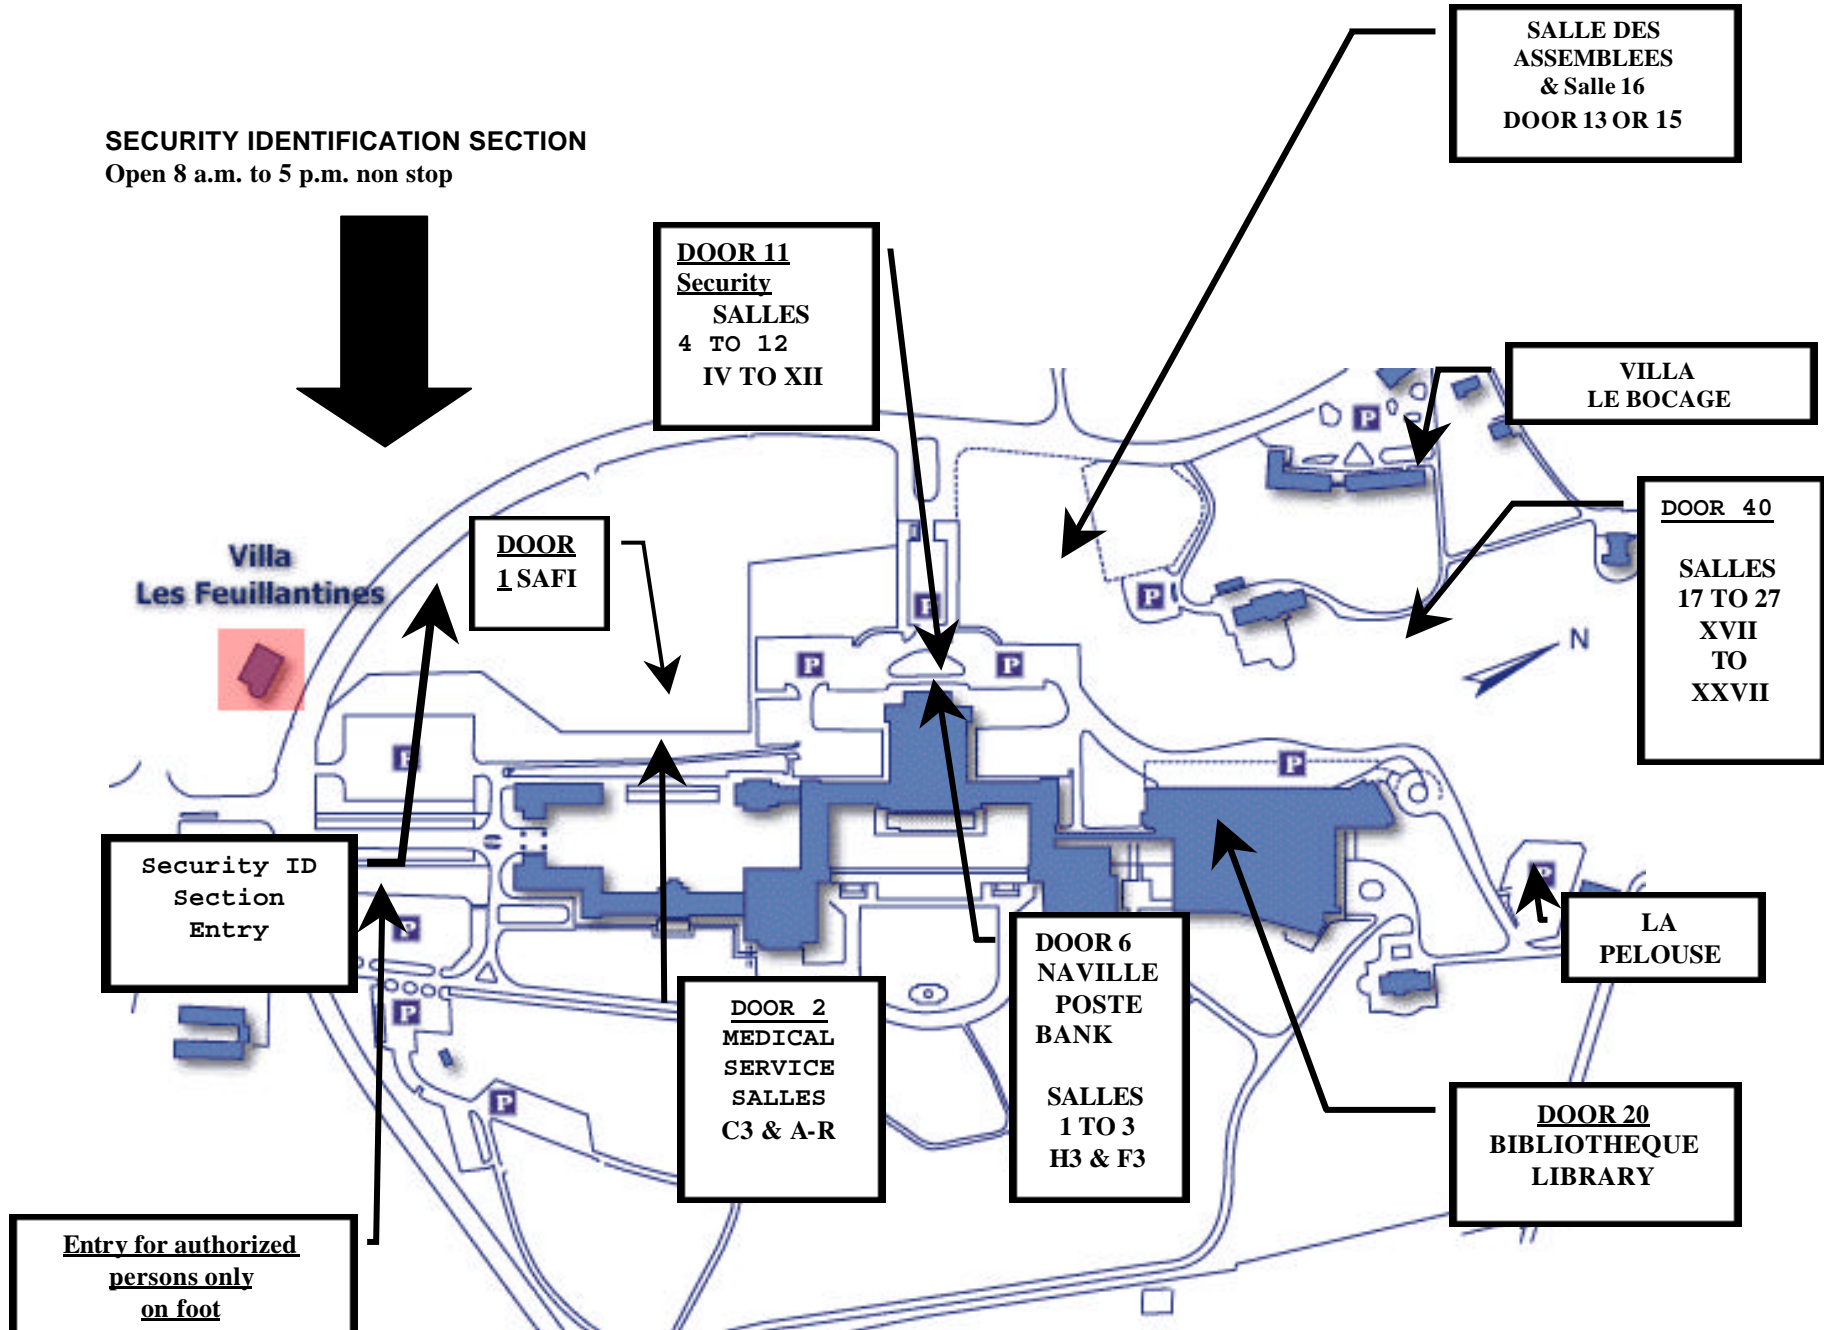 SALLE DES
ASSEMBLEES
& Salle 16
DOOR 13 OR 15
SECURITY IDENTIFICATION SECTION
Open 8 a.m. to 5 p.m. non stop
DOOR 11
Security
SALLES
4 TO 12
IV TO XII
VILLA
LE BOCAGE
DOOR 40
SALLES
17 TO 27
XVII
TO
XXVII
DOOR
1 SAFI
Villa
Les Feuillantines
P
P
P
P
P
N
P
P
Security ID
Section
Entry
P
P
LA
PELOUSE
P
P
DOOR 6
NAVILLE
POSTE
BANK
SALLES
1 TO 3
H3 & F3
DOOR 2
MEDICAL
SERVICE
SALLES
C3 & A-R
DOOR 20
BIBLIOTHEQUE
LIBRARY
Entry for authorized
persons only
on foot